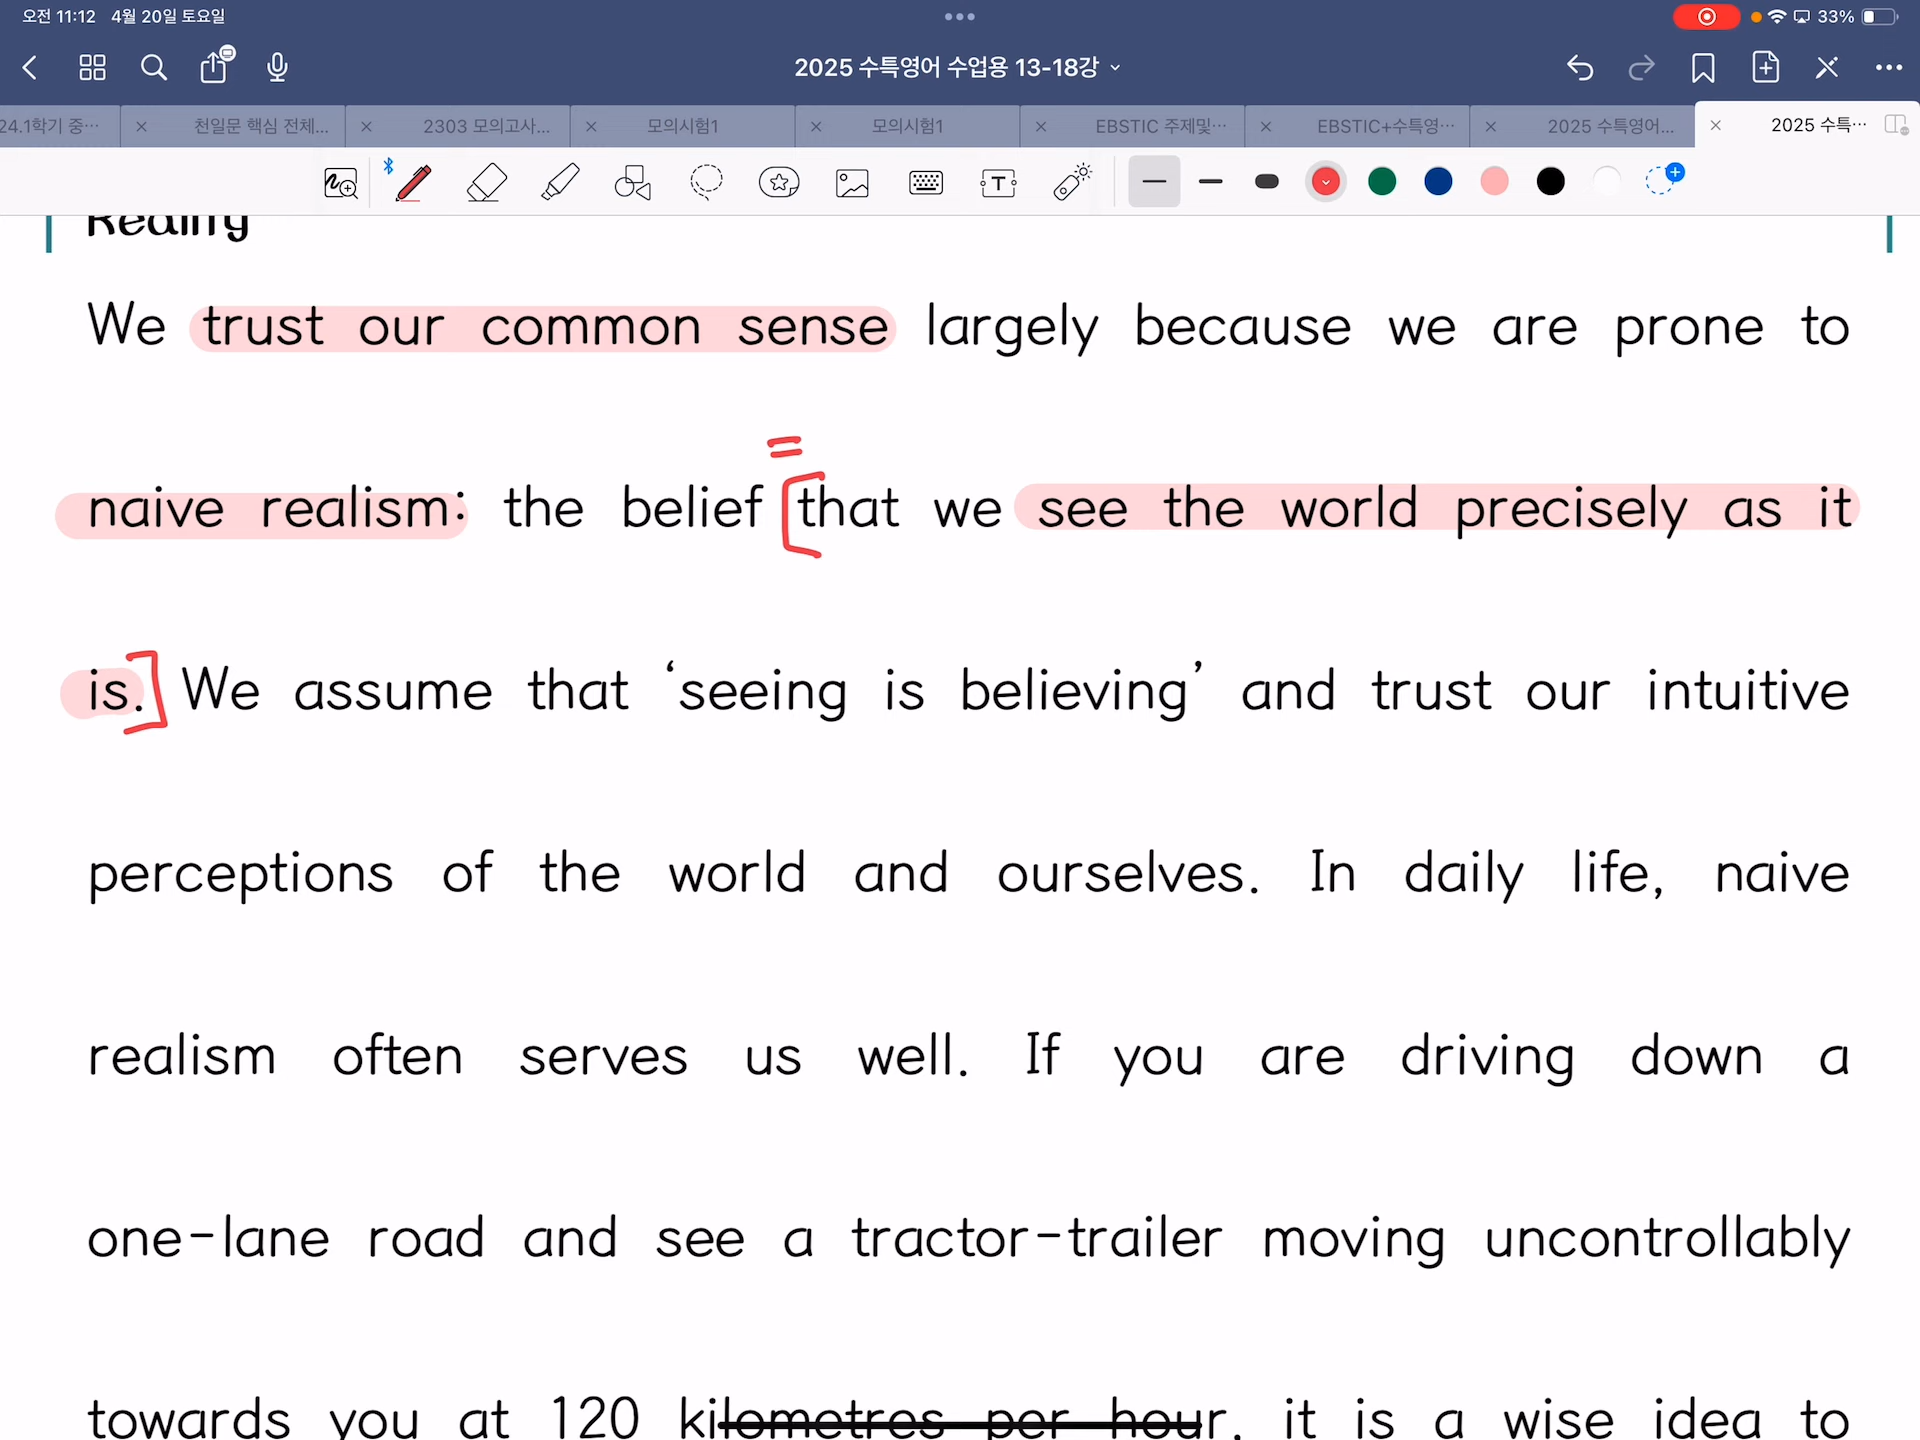 오전 11:12 4월 20일 토요일
33%
2025 수특영어 수업용 13-18강
24.1학기 중…
천일문 핵심 전체...
2303 모의고사...
모의시험1
모의시험1
EBSTIC 주제및…
EBSTIC+수특영…
2025 수특영어...
2025 수특…
Reality
We trust our common sense largely because we are prone to
=
naive realism: the belief [that we see the world precisely as it
is.] We assume that ‘seeing is believing’ and trust our intuitive
perceptions of the world and ourselves. In daily life, naive
realism often serves us well. If you are driving down a
one-lane road and see a tractor-trailer moving uncontrollably
towards you at 120 kilometres per hour, it is a wise idea to